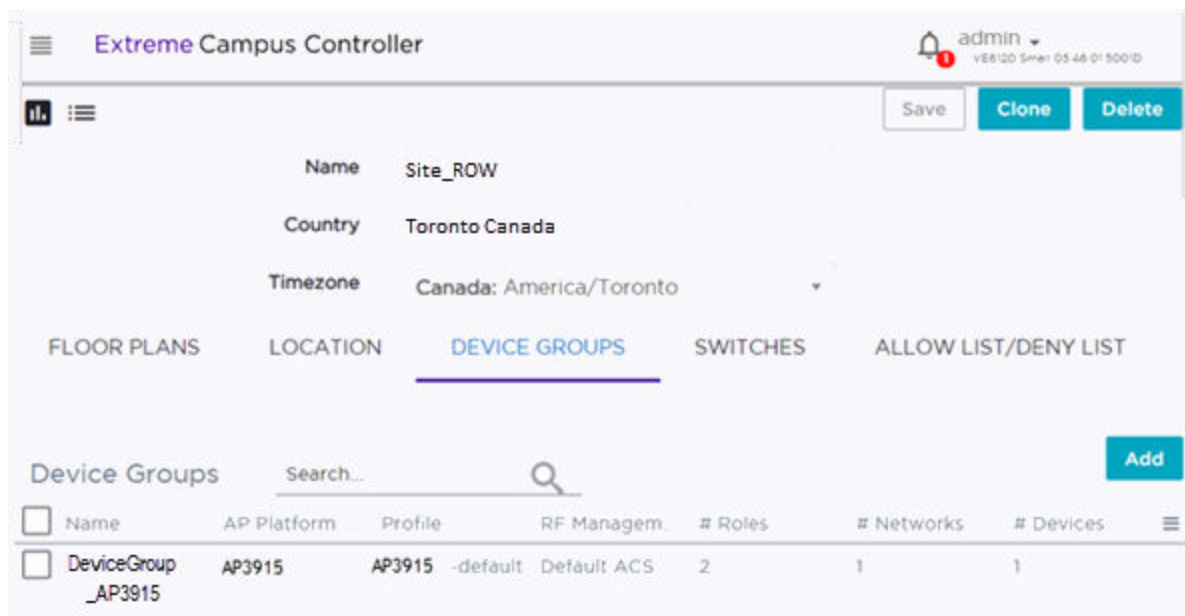 Extreme Campus Controller
admin
1
Save Clone Delete
Name Site_ROW
Country Toronto Canada
Timezone Canada: America/Toronto
FLOOR PLANS LOCATION DEVICE GROUPS SWITCHES ALLOW LIST/DENY LIST
Add
Device Groups Search...
Name AP Platform Profile RF Managem. # Roles # Networks # Devices
DeviceGroup AP3915 AP3915 -default Default ACS 2 1 1
_AP3915